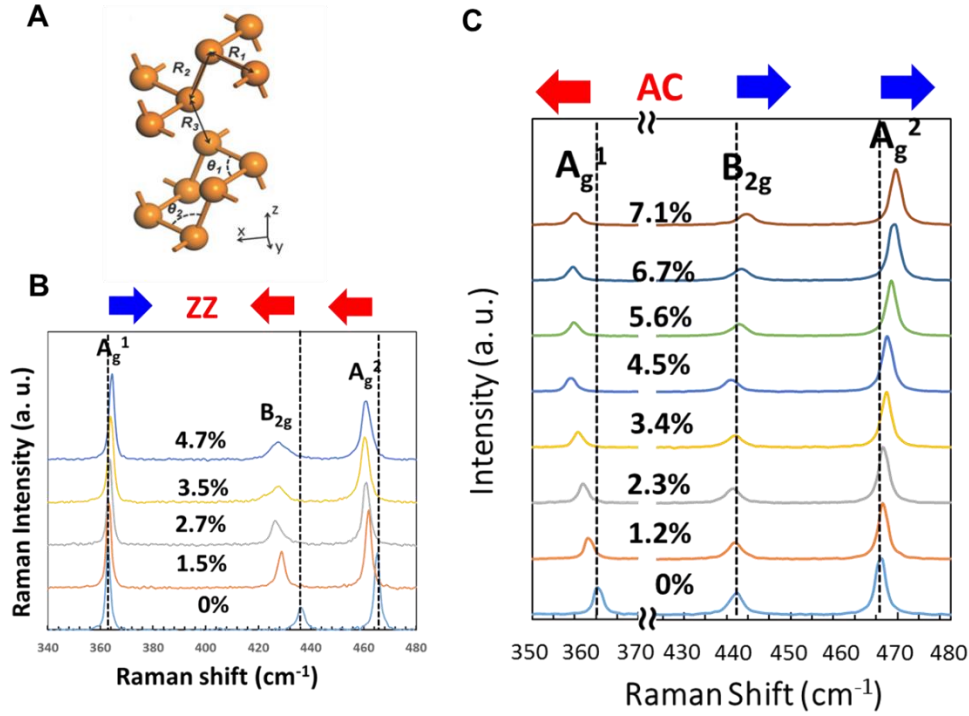 A
R1
R2
R3
θ1
θ2
z
x
y
B
ZZ
Ag1
B2g
Ag2
4.7%
3.5%
2.7%
1.5%
0%
Raman Intensity (a. u.)
340 360 380 400 420 440 460 480
Raman shift (cm-1)
C
AC
Ag1
B2g
Ag2
7.1%
6.7%
5.6%
4.5%
3.4%
2.3%
1.2%
0%
Intensity (a. u.)
350 360 370 430 440 450 460 470 480
Raman Shift (cm-1)